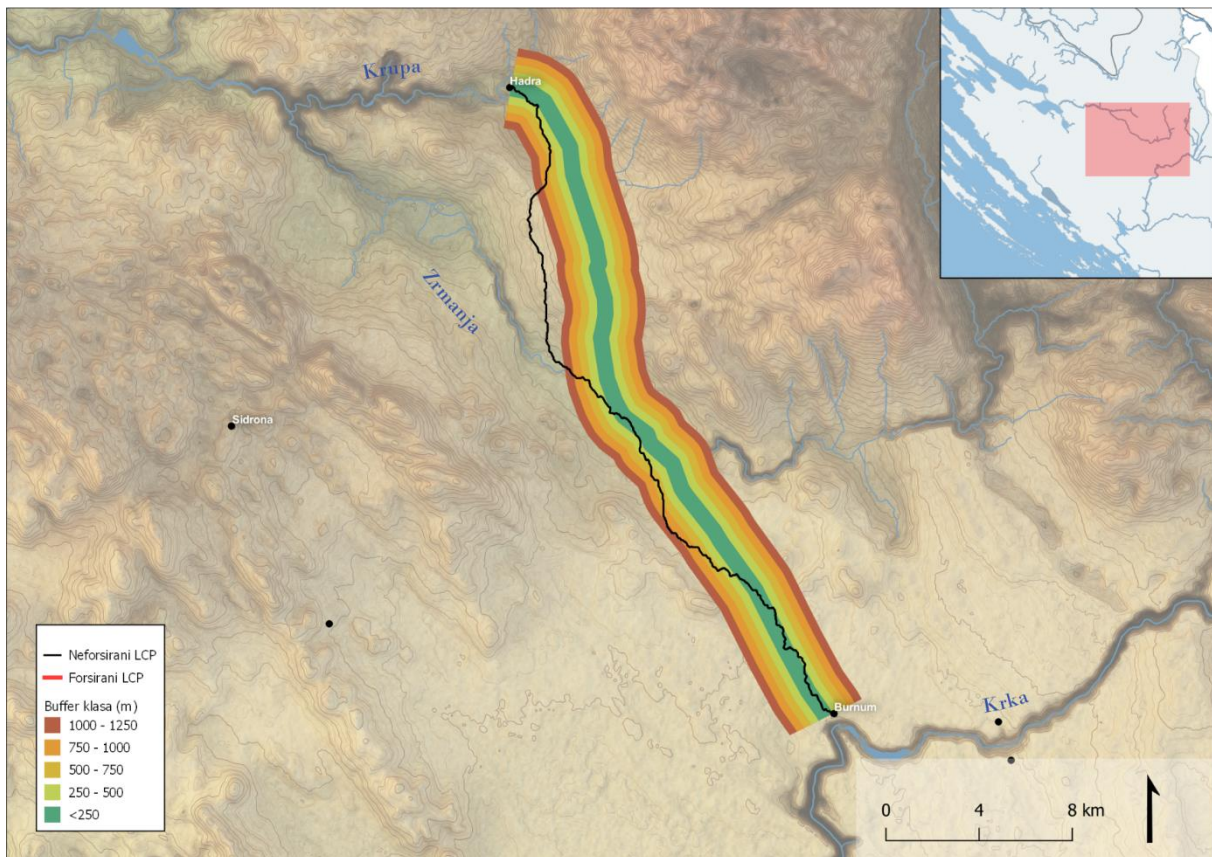 Krupa
Hadra
Zrmanja
Sidrona
Burnum
Krka
Neforsirani LCP
Forsirani LCP
Buffer klasa (m)
1000 - 1250
750 - 1000
500 - 750
250 - 500
<250
0 4 8 km